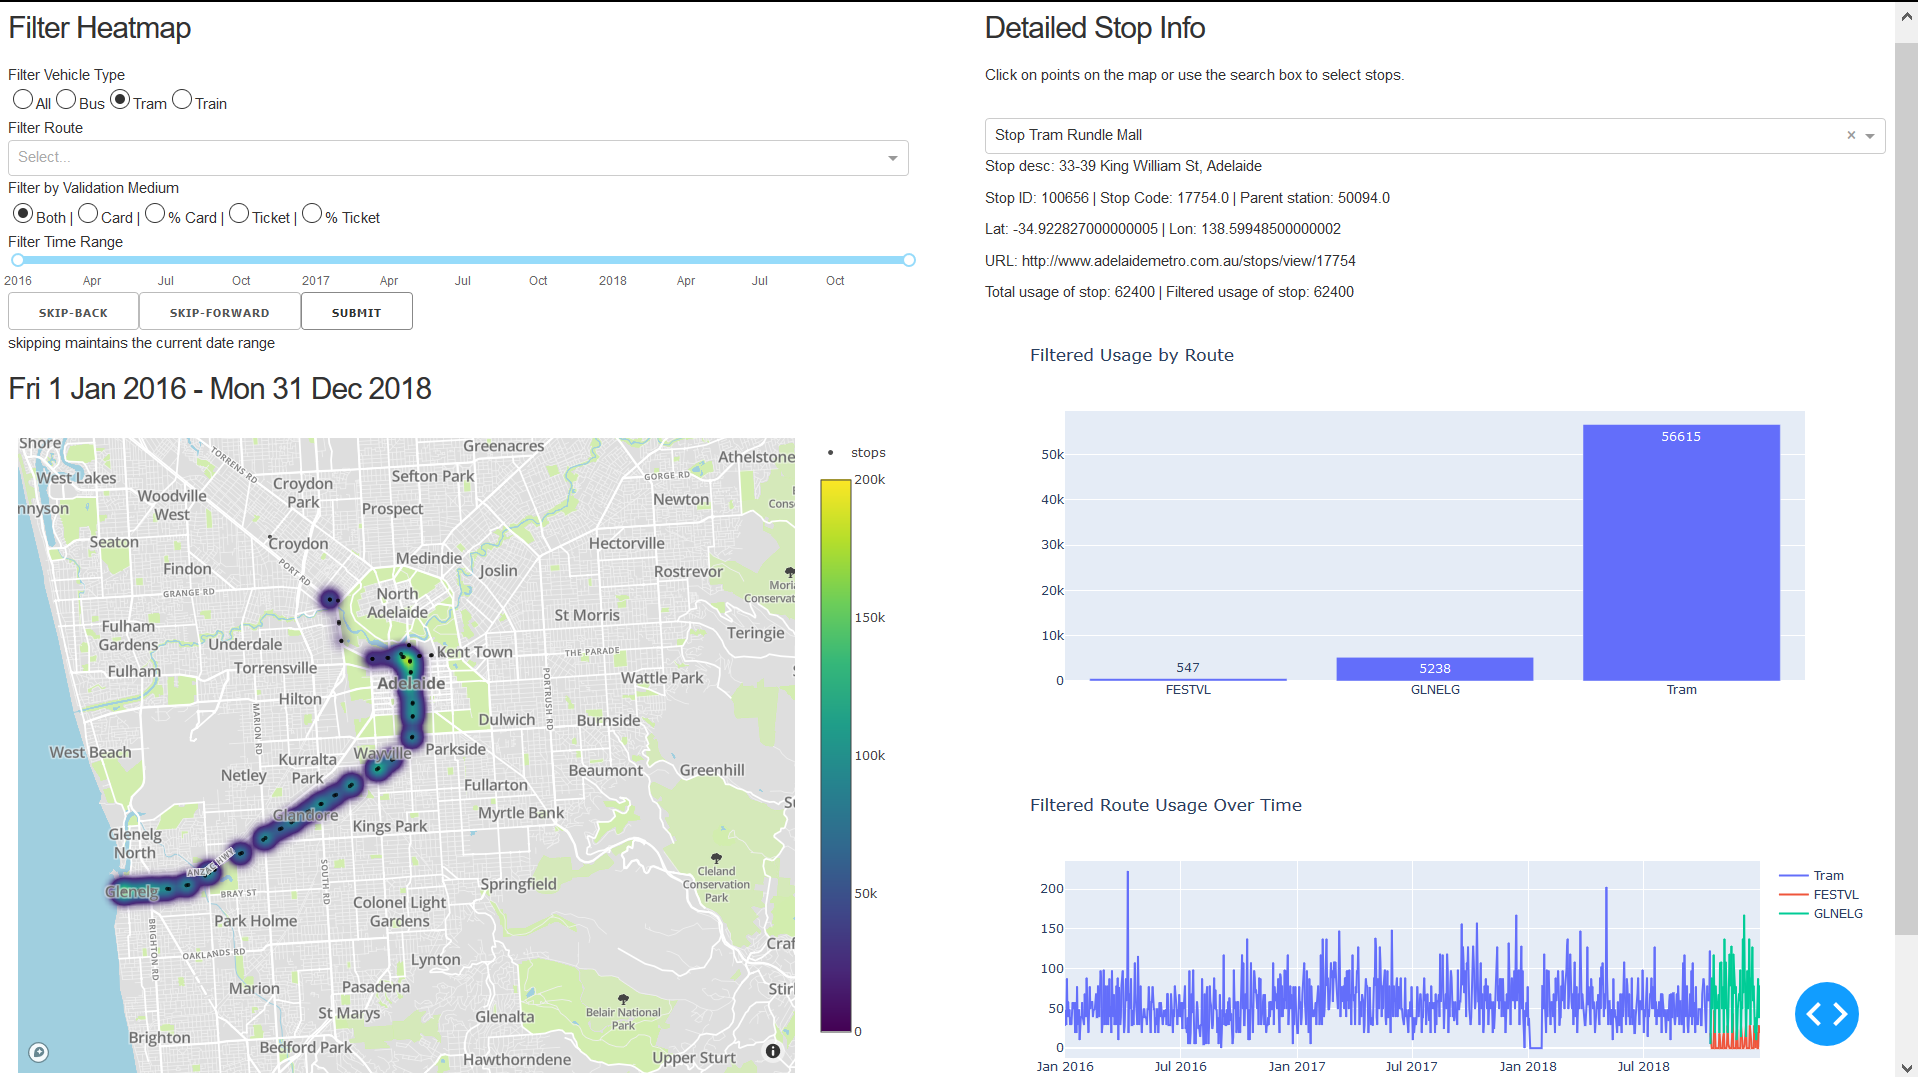 Filter Heatmap
Filter Vehicle Type
All Bus Tram Train
Filter Route
Select...
Filter by Validation Medium
Both | Card | % Card | Ticket | % Ticket
Filter Time Range
2016 Apr Jul Oct 2017 Apr Jul Oct 2018 Apr Jul Oct
SKIP-BACK SKIP-FORWARD SUBMIT
skipping maintains the current date range
Fri 1 Jan 2016 - Mon 31 Dec 2018
Shore
Greenacres
TORRENS RD
Athelstone
West Lakes
Sefton Park
GORGE RD
Croydon
Park
Woodville
West
Newton
nnyson
Prospect
Cons
Seaton
Croydon
Hectorville
Medindie
Findon
PORT RD
Joslin
Rostrevor
Moria
Conservat
GRANGE RD
North
Adelaide
St Morris
Fulham
Gardens
Underdale
Teringie
Kent Town
THE PARADE
Fulham
Torrensville
Adelaide
PORTRUSH RD
Wattle Park
Hilton
MARION RD
Dulwich
Burnside
West Beach
Wayville
Parkside
Kurralta
Park
Netley
Beaumont
Greenhill
Fullarton
Glandore
Myrtle Bank
Kings Park
Glenelg
North
ANZAC HWY
SOUTH RD
Cleland
Conservation
Park
Glenelg
BRAY ST
Springfield
Colonel Light
Gardens
Park Holme
BRIGHTON RD
OAKLANDS RD
Craf
Lynton
Marion
Pasadena
Stir
St Marys
Glenalta
Belair National
Park
Brighton
Bedford Park
Hawthorndene
Upper Sturt
stops
200k
150k
100k
50k
0
Detailed Stop Info
Click on points on the map or use the search box to select stops.
Stop Tram Rundle Mall ×
Stop desc: 33-39 King William St, Adelaide
Stop ID: 100656 | Stop Code: 17754.0 | Parent station: 50094.0
Lat: -34.922827000000005 | Lon: 138.59948500000002
URL: http://www.adelaidemetro.com.au/stops/view/17754
Total usage of stop: 62400 | Filtered usage of stop: 62400
Filtered Usage by Route
50k
40k
30k
20k
10k
0
547
5238
56615
FESTVL GLNELG Tram
Filtered Route Usage Over Time
200
150
100
50
0
Jan 2016 Jul 2016 Jan 2017 Jul 2017 Jan 2018 Jul 2018
Tram
FESTVL
GLNELG